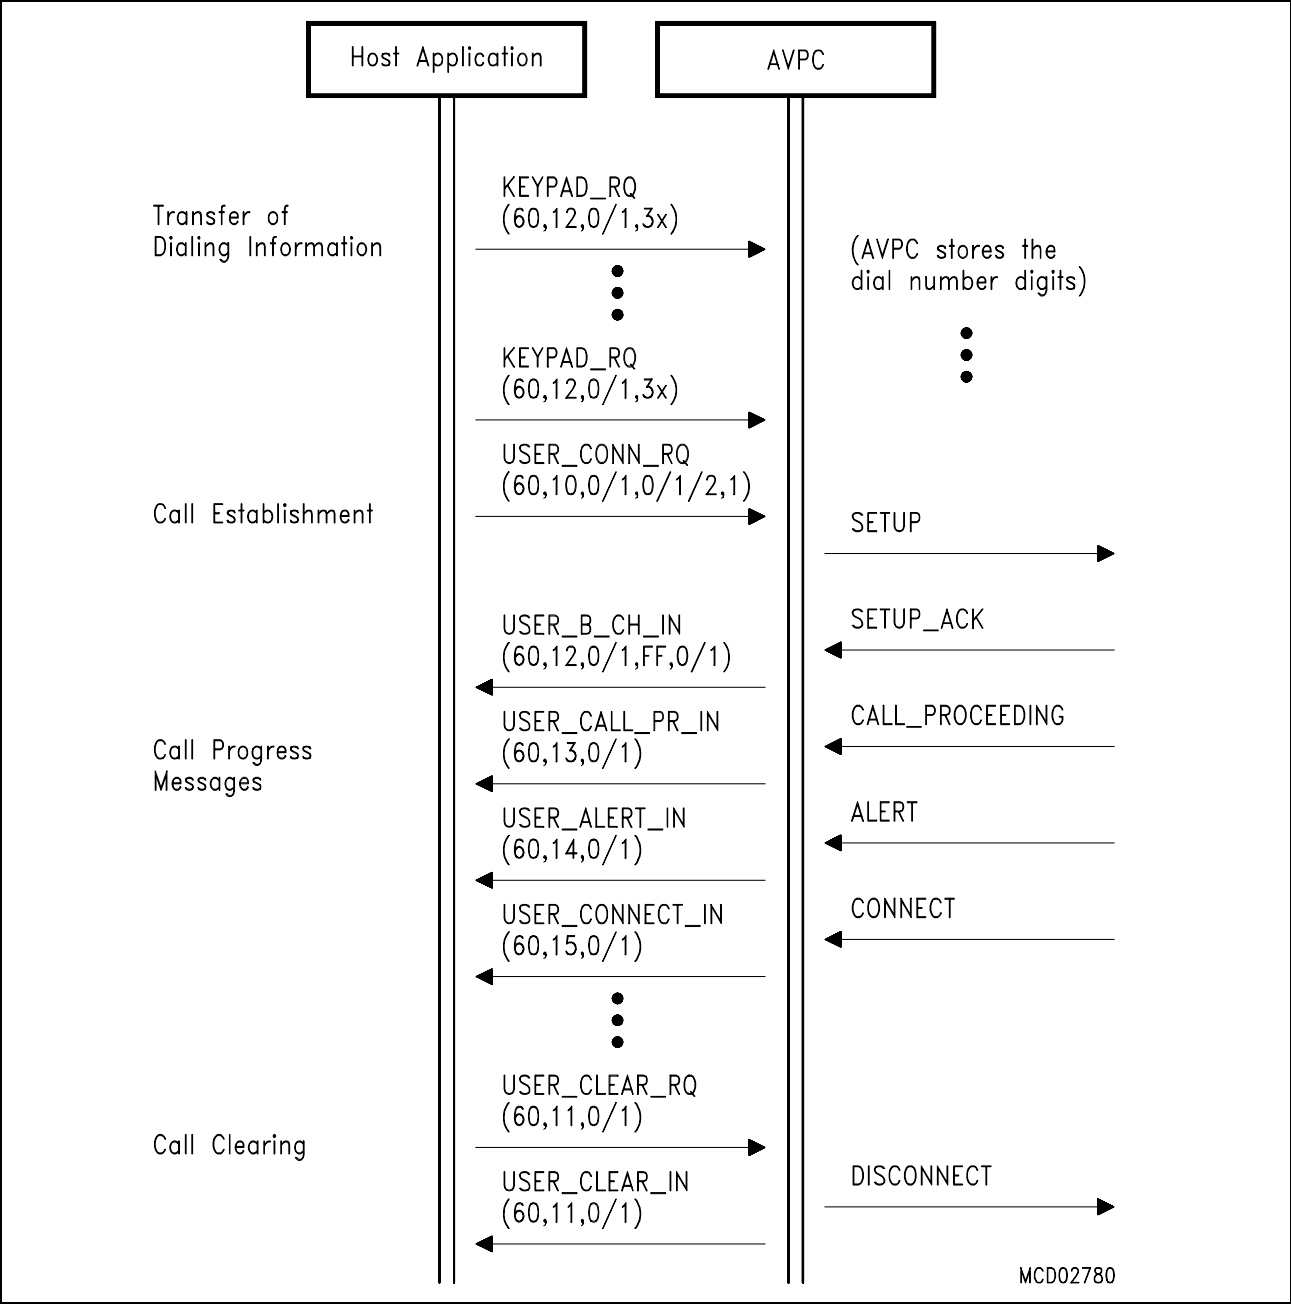 Host Application
AVPC
KEYPAD_RQ
(60,12,0/1,3x)
Transfer of
Dialing Information
(AVPC stores the
dial number digits)
KEYPAD_RQ
(60,12,0/1,3x)
USER_CONN_RQ
(60,10,0/1,0/1/2,1)
Call Establishment
SETUP
SETUP_ACK
USER_B_CH_IN
(60,12,0/1,FF,0/1)
CALL_PROCEEDING
USER_CALL_PR_IN
(60,13,0/1)
Call Progress
Messages
ALERT
USER_ALERT_IN
(60,14,0/1)
CONNECT
USER_CONNECT_IN
(60,15,0/1)
USER_CLEAR_RQ
(60,11,0/1)
Call Clearing
DISCONNECT
USER_CLEAR_IN
(60,11,0/1)
MCD02780